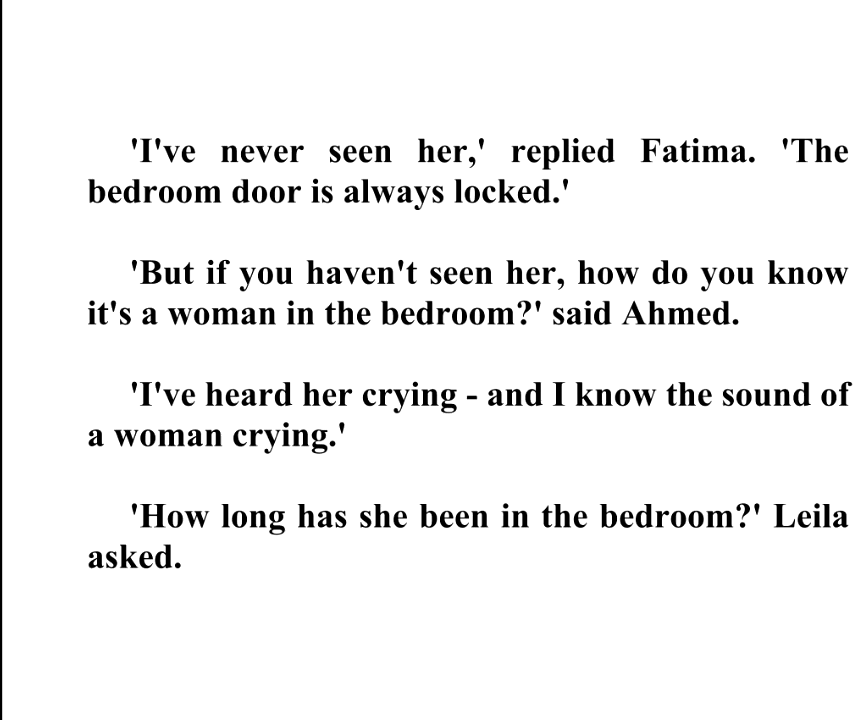 'I've never seen her,' replied Fatima. 'The
bedroom door is always locked.'
'But if you haven't seen her, how do you know
it's a woman in the bedroom?' said Ahmed.
'I've heard her crying - and I know the sound of
a woman crying.'
'How long has she been in the bedroom?' Leila
asked.